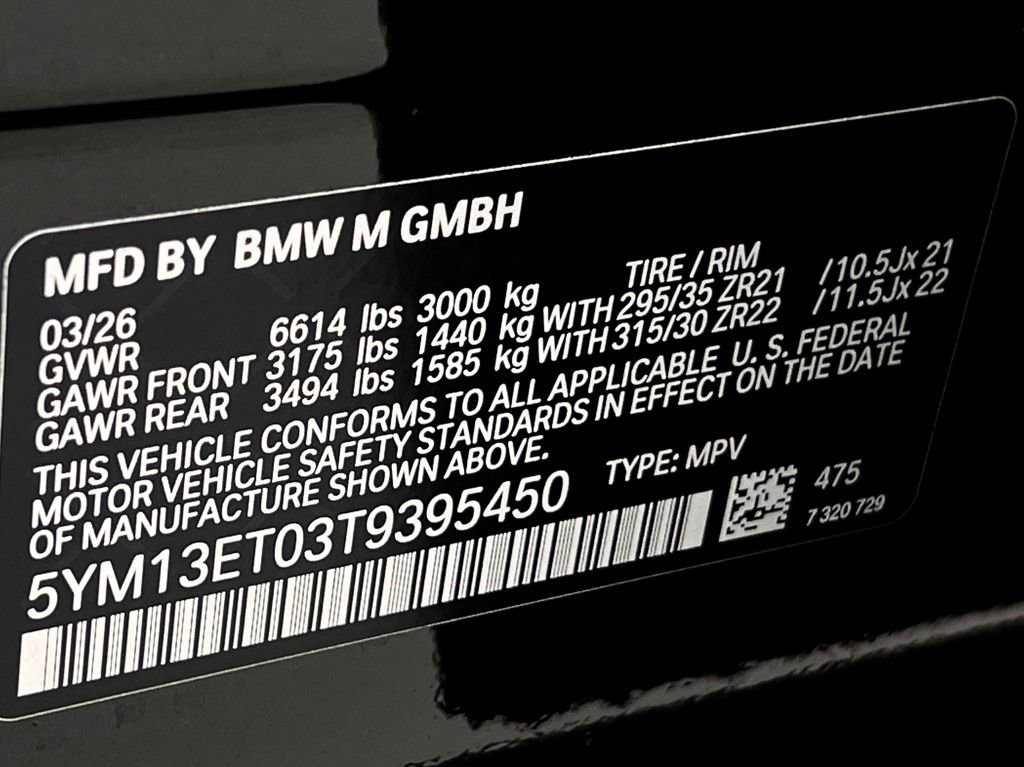 MFD BY BMW M GMBH
03/26 TIRE / RIM
GVWR 6614 lbs 3000 kg
GAWR FRONT 3175 lbs 1440 kg WITH 295/35 ZR21 /10.5Jx 21
GAWR REAR 3494 lbs 1585 kg WITH 315/30 ZR22 /11.5Jx 22
THIS VEHICLE CONFORMS TO ALL APPLICABLE U. S. FEDERAL
MOTOR VEHICLE SAFETY STANDARDS IN EFFECT ON THE DATE
OF MANUFACTURE SHOWN ABOVE.
TYPE: MPV
5YM13ET03T9395450
475
7 320 729